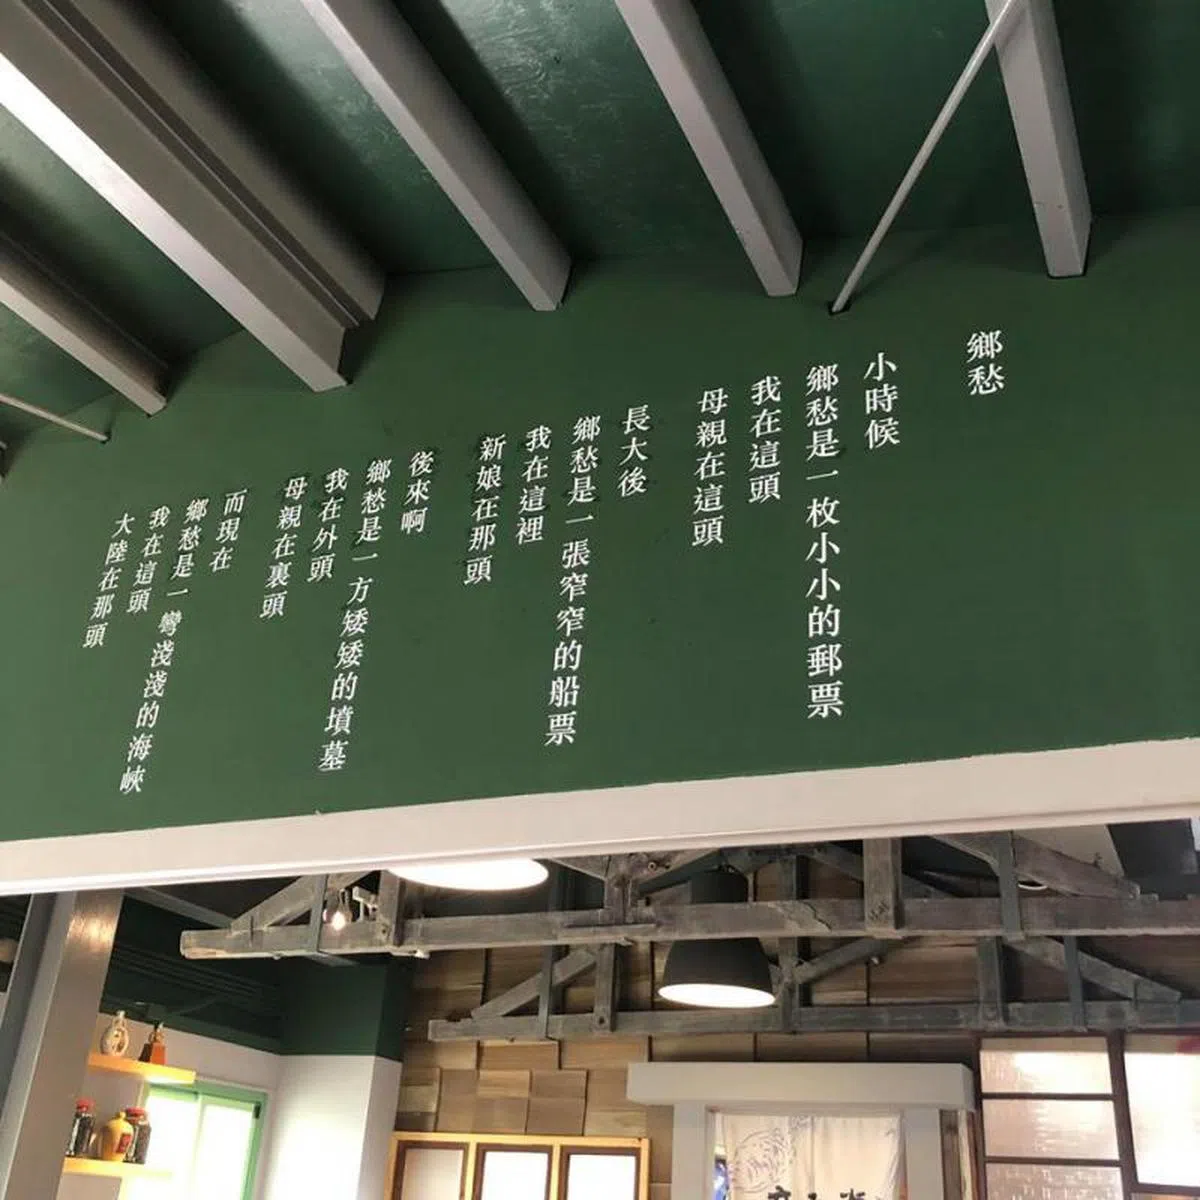 鄉愁
小時候
鄉愁是一枚小小的郵票
我在這頭
母親在這頭
長大後
鄉愁是一張窄窄的船票
我在這裡
新娘在那頭
後來啊
鄉愁是一方矮矮的墳墓
我在外頭
母親在裏頭
而現在
鄉愁是一彎淺淺的海峽
我在這頭
大陸在那頭